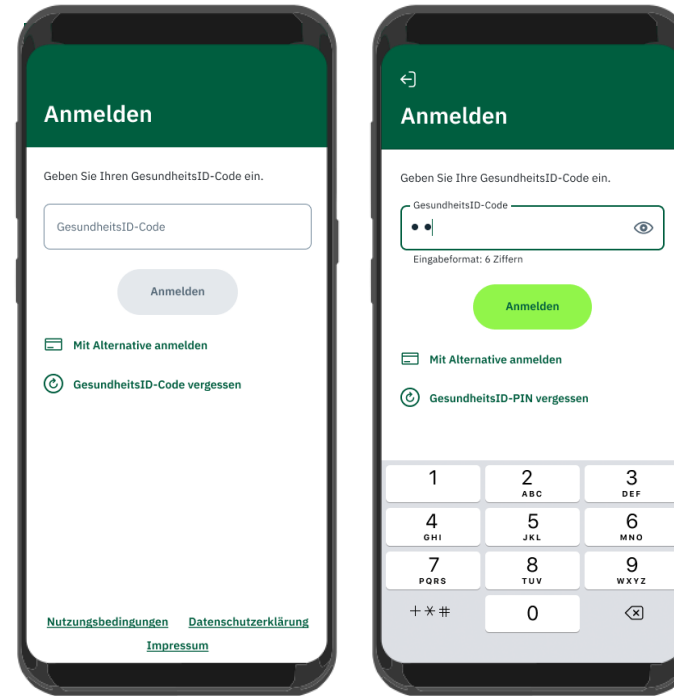 Anmelden
Geben Sie Ihren GesundheitsID-Code ein.
GesundheitsID-Code
Anmelden
Mit Alternative anmelden
GesundheitsID-Code vergessen
Nutzungsbedingungen Datenschutzerklärung
Impressum
Anmelden
Geben Sie Ihre GesundheitsID-Code ein.
GesundheitsID-Code
Eingabeformat: 6 Ziffern
Anmelden
Mit Alternative anmelden
GesundheitsID-PIN vergessen
1 2 3
ABC DEF
4 5 6
GHI JKL MNO
7 8 9
PQRS TUV WXYZ
+*# 0